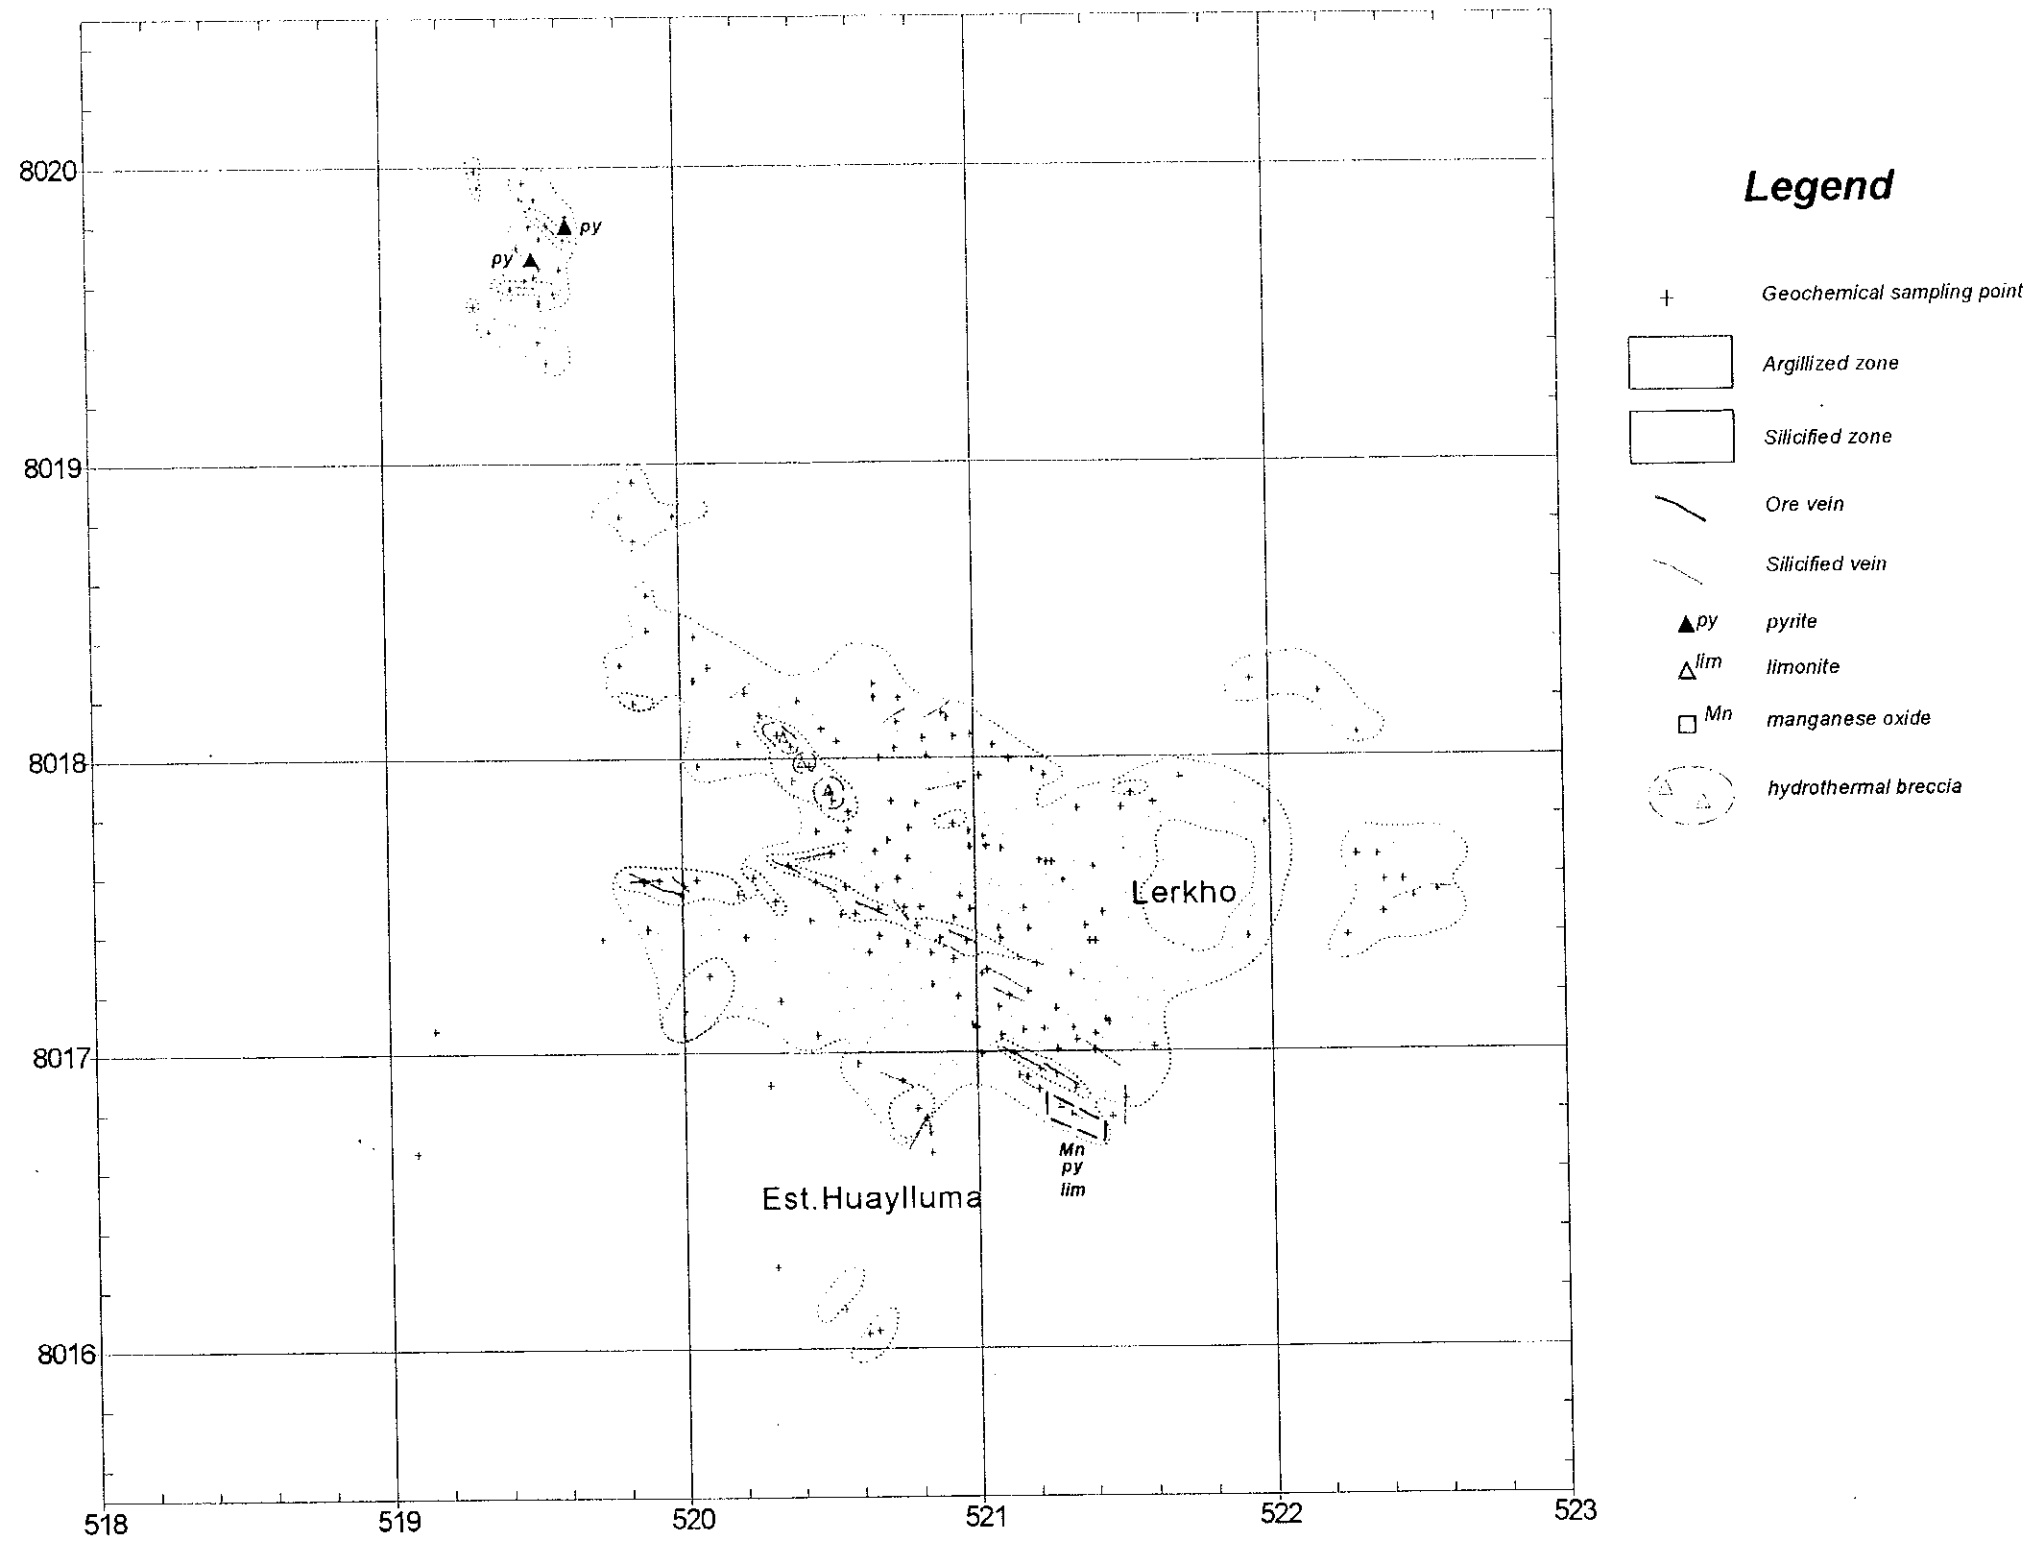 8020
8019
8018
8017
8016
518
519
520
521
522
523
py
py
Lerkho
Mn
py
lim
Est.Huaylluma
Legend
Geochemical sampling point
Argillized zone
Silicified zone
Ore vein
Silicified vein
py pyrite
lim limonite
Mn manganese oxide
hydrothermal breccia